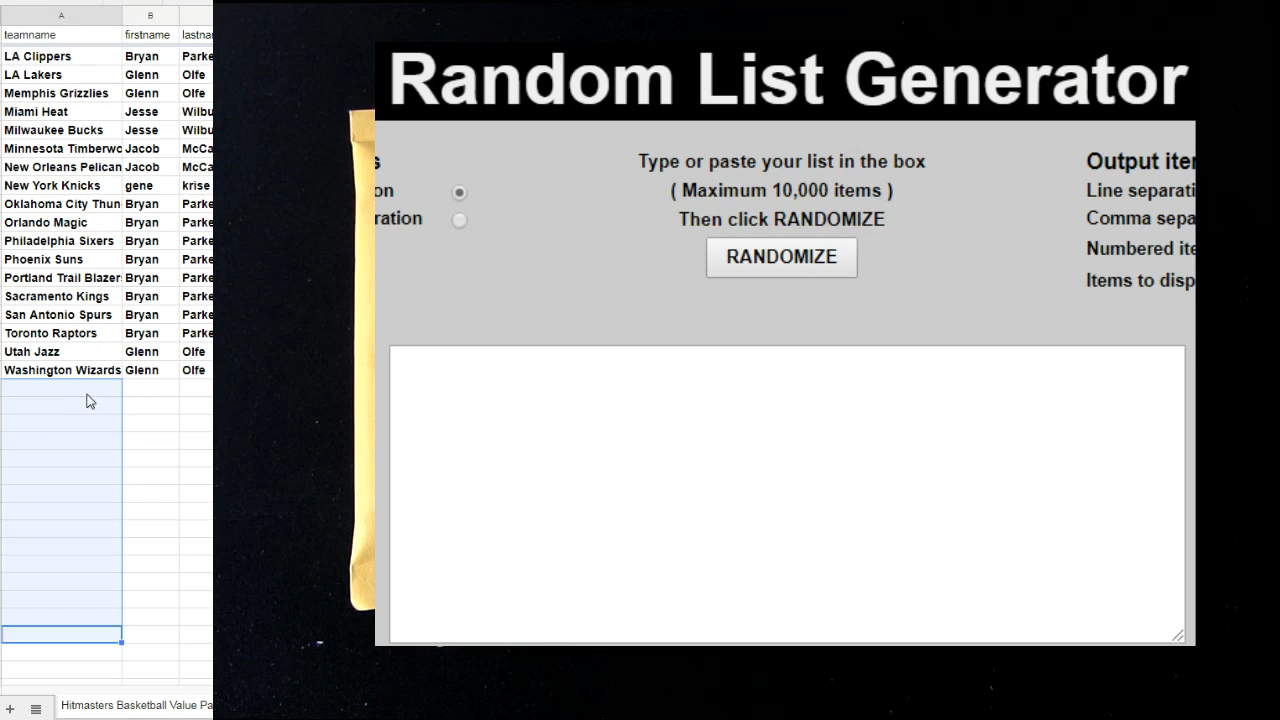 A B
teamname firstname lastna
LA Clippers Bryan Parke
LA Lakers Glenn Olfe
Memphis Grizzlies Glenn Olfe
Miami Heat Jesse Wilbu
Milwaukee Bucks Jesse Wilbu
Minnesota Timberwo Jacob McCa
New Orleans Pelican Jacob McCa
New York Knicks gene krise
Oklahoma City Thun Bryan Parke
Orlando Magic Bryan Parke
Philadelphia Sixers Bryan Parke
Phoenix Suns Bryan Parke
Portland Trail Blazer Bryan Parke
Sacramento Kings Bryan Parke
San Antonio Spurs Bryan Parke
Toronto Raptors Bryan Parke
Utah Jazz Glenn Olfe
Washington Wizards Glenn Olfe
Hitmasters Basketball Value Pa
Random List Generator
s
on
ration
Type or paste your list in the box
( Maximum 10,000 items )
Then click RANDOMIZE
RANDOMIZE
Output iter
Line separati
Comma sepa
Numbered ite
Items to disp